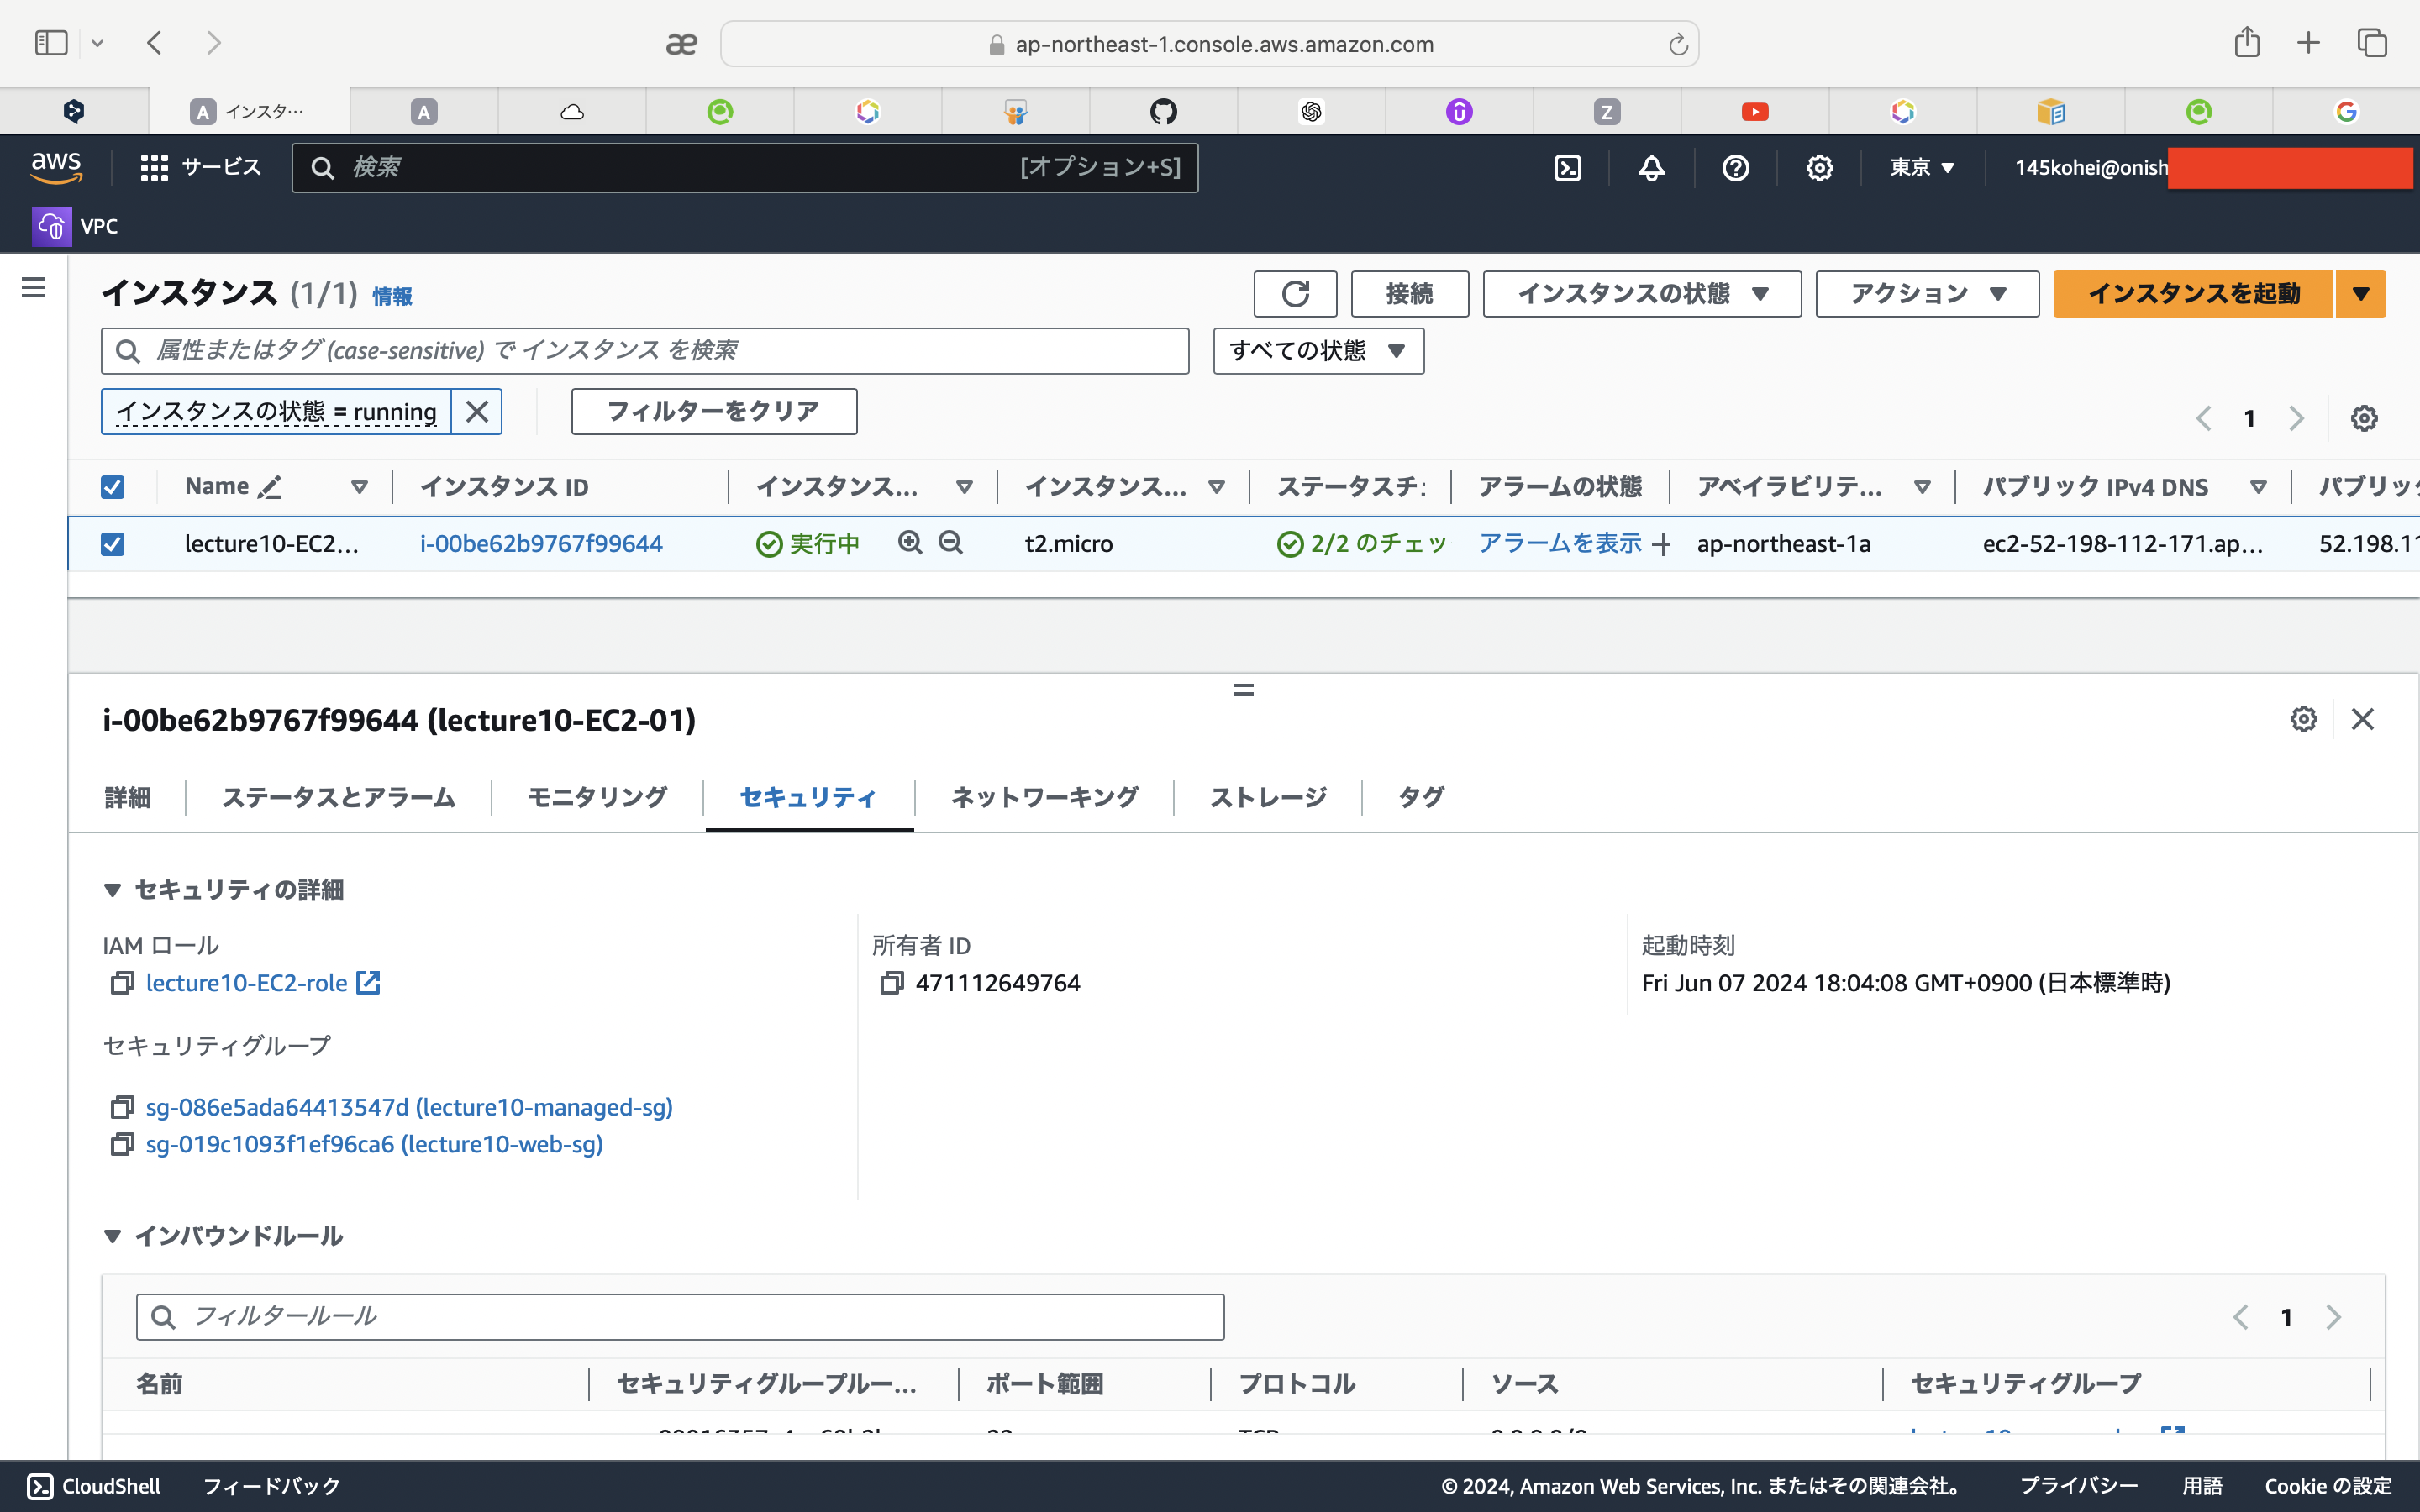 ap-northeast-1.console.aws.amazon.com
A インスタ…
A
Z
aws サービス 検索 [オプション+S] 東京 145kohei@onish
VPC
インスタンス (1/1) 情報 接続 インスタンスの状態 アクション インスタンスを起動
属性またはタグ (case-sensitive) で インスタンス を検索 すべての状態
インスタンスの状態 = running フィルターをクリア 1
Name インスタンス ID インスタンス... インスタンス... ステータスチ アラームの状態 アベイラビリテ... パブリック IPv4 DNS パブリック
lecture10-EC2... i-00be62b9767f99644 実行中 t2.micro 2/2 のチェッ アラームを表示 ap-northeast-1a ec2-52-198-112-171.ap... 52.198.11
i-00be62b9767f99644 (lecture10-EC2-01)
詳細 ステータスとアラーム モニタリング セキュリティ ネットワーキング ストレージ タグ
セキュリティの詳細
IAM ロール 所有者 ID 起動時刻
lecture10-EC2-role 471112649764 Fri Jun 07 2024 18:04:08 GMT+0900 (日本標準時)
セキュリティグループ
sg-086e5ada64413547d (lecture10-managed-sg)
sg-019c1093f1ef96ca6 (lecture10-web-sg)
インバウンドルール
フィルタールール 1
名前 セキュリティグループルー... ポート範囲 プロトコル ソース セキュリティグループ
CloudShell フィードバック © 2024, Amazon Web Services, Inc. またはその関連会社。 プライバシー 用語 Cookie の設定